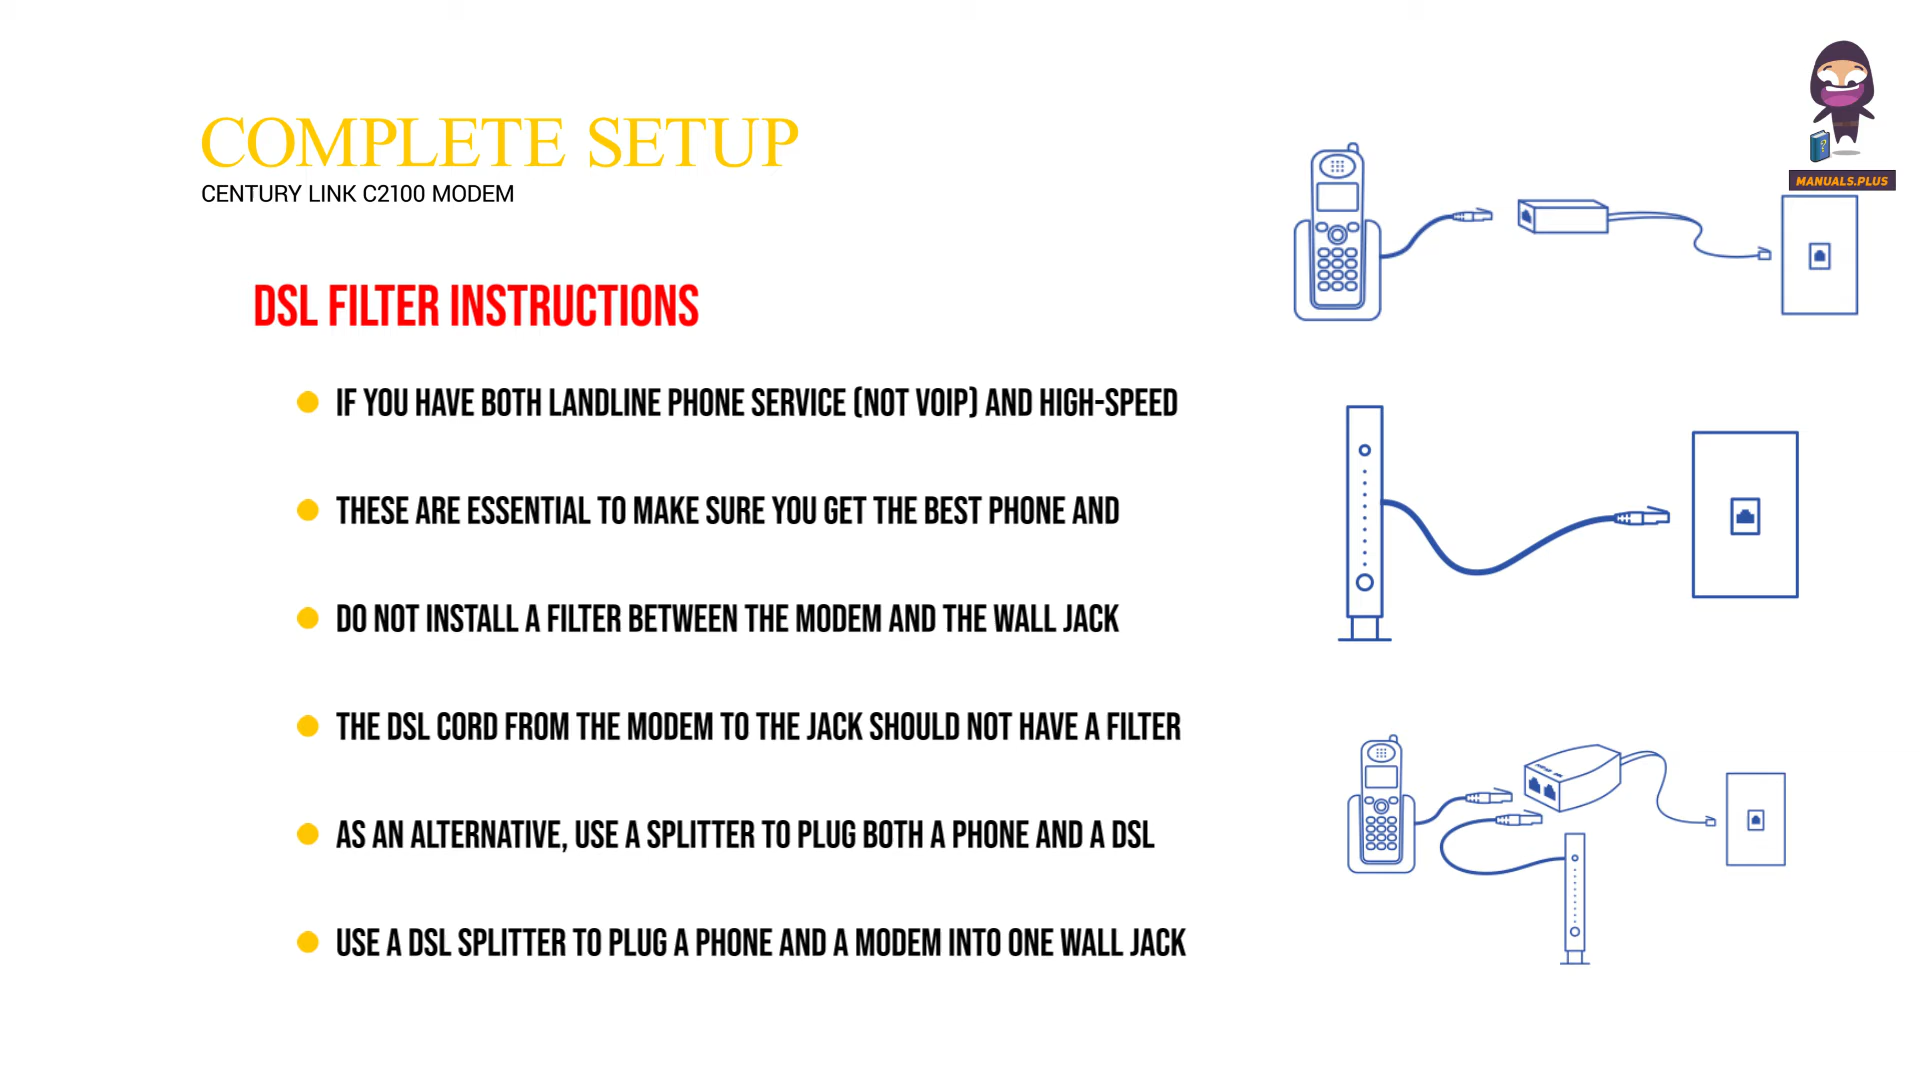 COMPLETE SETUP
CENTURY LINK C2100 MODEM
MANUALS.PLUS
DSL FILTER INSTRUCTIONS
IF YOU HAVE BOTH LANDLINE PHONE SERVICE (NOT VOIP) AND HIGH-SPEED
THESE ARE ESSENTIAL TO MAKE SURE YOU GET THE BEST PHONE AND
DO NOT INSTALL A FILTER BETWEEN THE MODEM AND THE WALL JACK
THE DSL CORD FROM THE MODEM TO THE JACK SHOULD NOT HAVE A FILTER
AS AN ALTERNATIVE, USE A SPLITTER TO PLUG BOTH A PHONE AND A DSL
USE A DSL SPLITTER TO PLUG A PHONE AND A MODEM INTO ONE WALL JACK